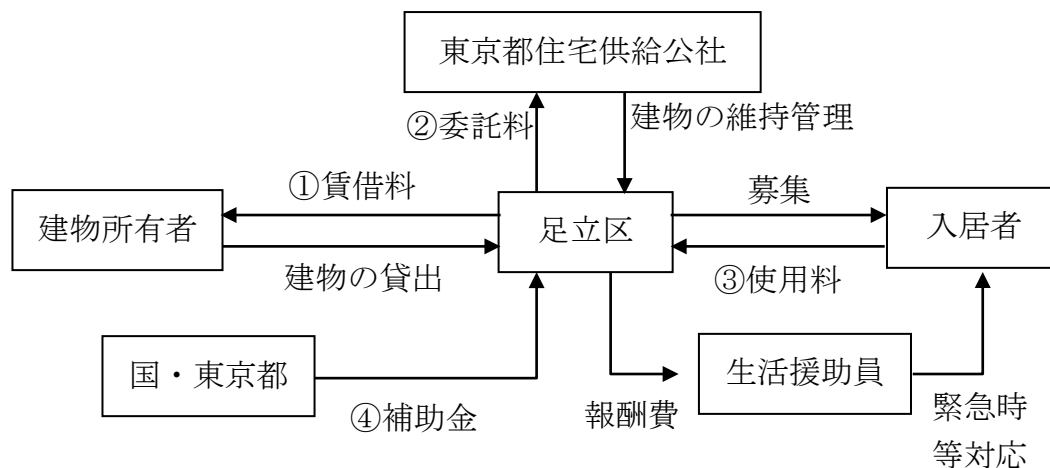 東京都住宅供給公社
②委託料
建物の維持管理
①賃借料
募集
建物所有者
足立区
入居者
建物の貸出
③使用料
国・東京都
生活援助員
④補助金
報酬費
緊急時
等対応